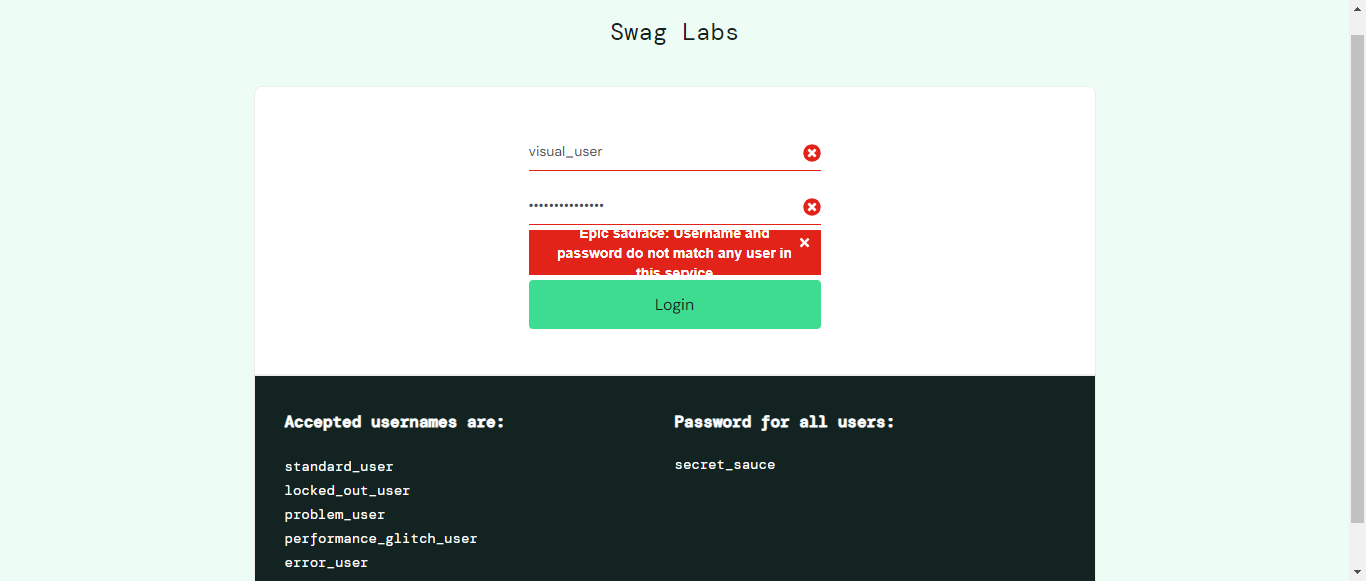 Swag Labs
visual_user
•••••••••••••••
Epic sadface: Username and
password do not match any user in
this service
Login
Accepted usernames are:
standard_user
locked_out_user
problem_user
performance_glitch_user
error_user
Password for all users:
secret_sauce